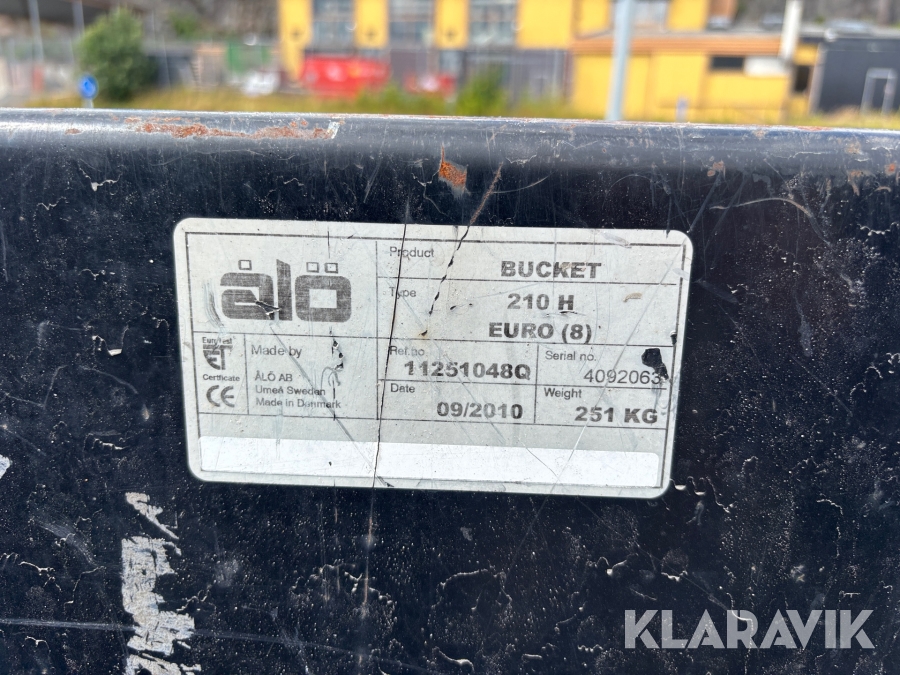 ålö
Product
BUCKET
Type
210 H
EURO (8)
EuroTest
Certificate
CE
Made by
ÅLÖ AB
Umeå Sweden
Made in Denmark
Ref.no.
11251048Q
Serial no.
4092063
Date
09/2010
Weight
251 KG
KLARAVIK